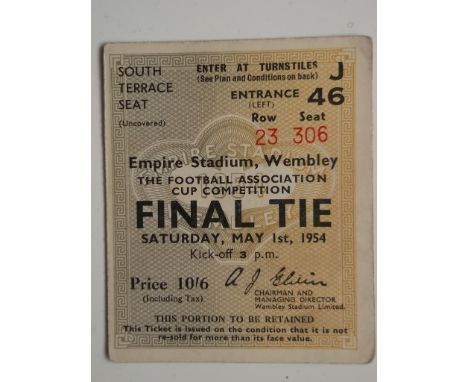 SOUTH TERRACE SEAT
(Uncovered)
ENTER AT TURNSTILES J
(See Plan and Conditions on back)
ENTRANCE 46
(LEFT)
Row Seat
23 306
EMPIRE STADIUM
WEMBLEY
Empire Stadium, Wembley
THE FOOTBALL ASSOCIATION
CUP COMPETITION
FINAL TIE
SATURDAY, MAY 1st, 1954
Kick-off 3 p.m.
Price 10/6
(Including Tax)
CHAIRMAN AND
MANAGING DIRECTOR
Wembley Stadium Limited.
THIS PORTION TO BE RETAINED
This Ticket is issued on the condition that it is not
re-sold for more than its face value.